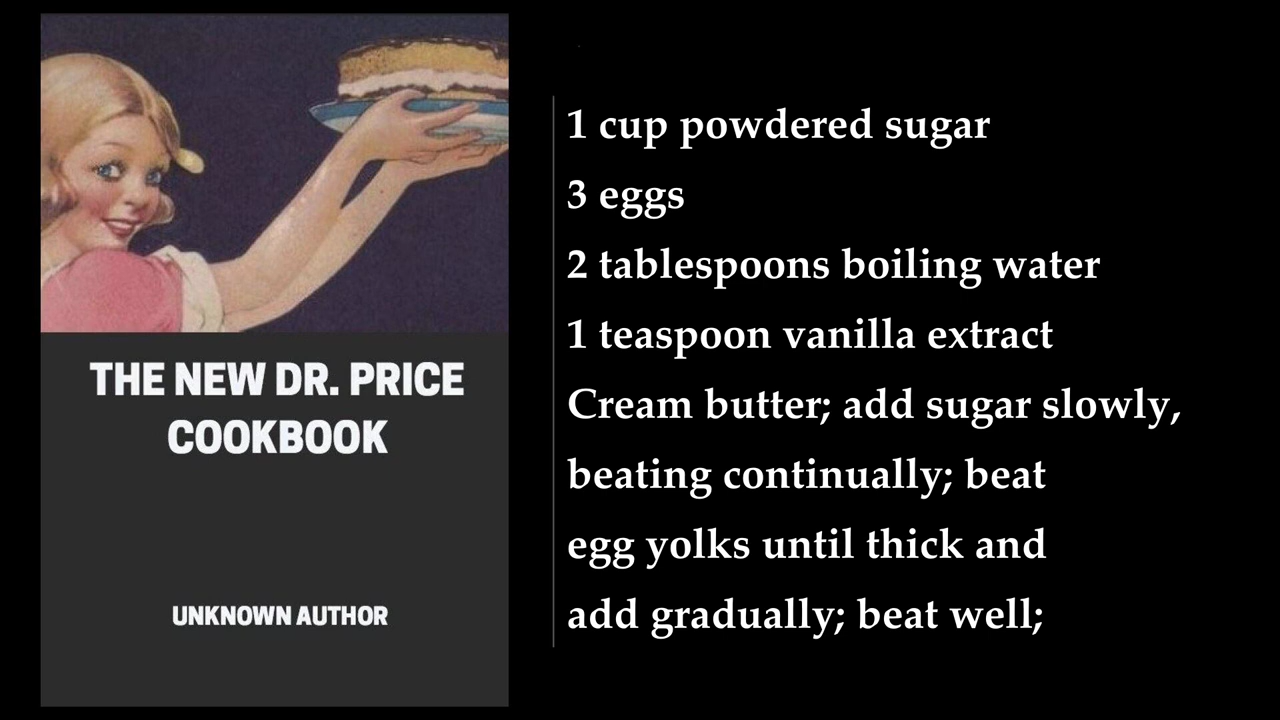 THE NEW DR. PRICE
COOKBOOK
UNKNOWN AUTHOR
1 cup powdered sugar
3 eggs
2 tablespoons boiling water
1 teaspoon vanilla extract
Cream butter; add sugar slowly,
beating continually; beat
egg yolks until thick and
add gradually; beat well;